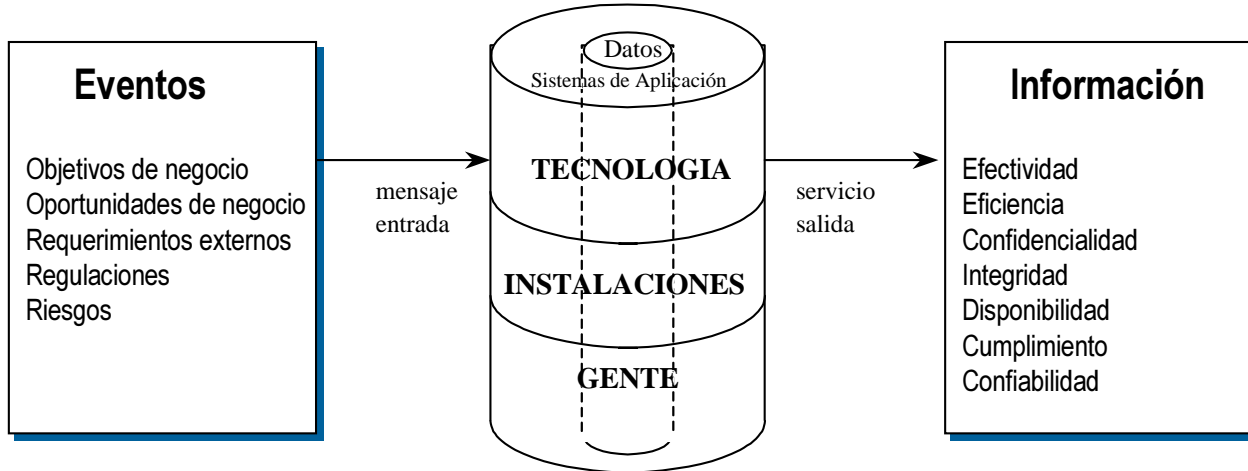 Eventos
Objetivos de negocio
Oportunidades de negocio
Requerimientos externos
Regulaciones
Riesgos
mensaje
entrada
Datos
Sistemas de Aplicación
TECNOLOGIA
INSTALACIONES
GENTE
servicio
salida
Información
Efectividad
Eficiencia
Confidencialidad
Integridad
Disponibilidad
Cumplimiento
Confiabilidad